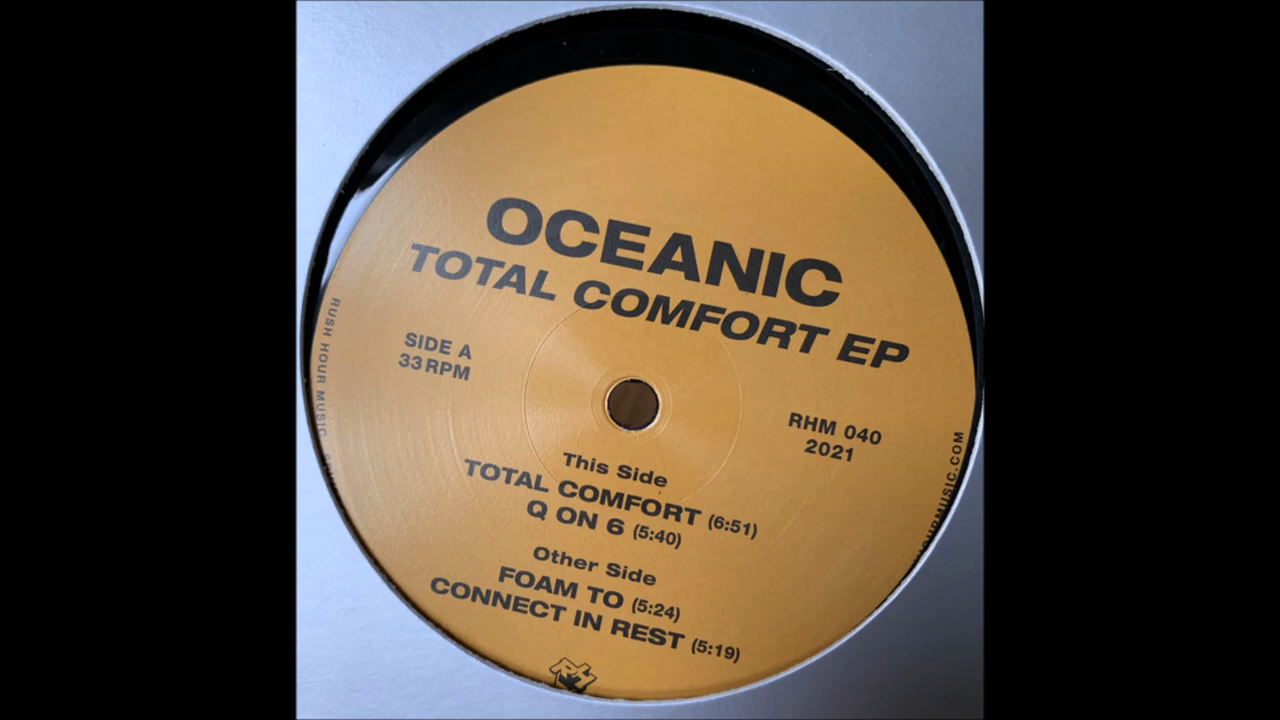 OCEANIC
TOTAL COMFORT EP
SIDE A
33 RPM
RHM 040
2021
This Side
TOTAL COMFORT (6:51)
Q ON 6 (5:40)
Other Side
FOAM TO (5:24)
CONNECT IN REST (5:19)
RUSH HOUR MUSIC
RH